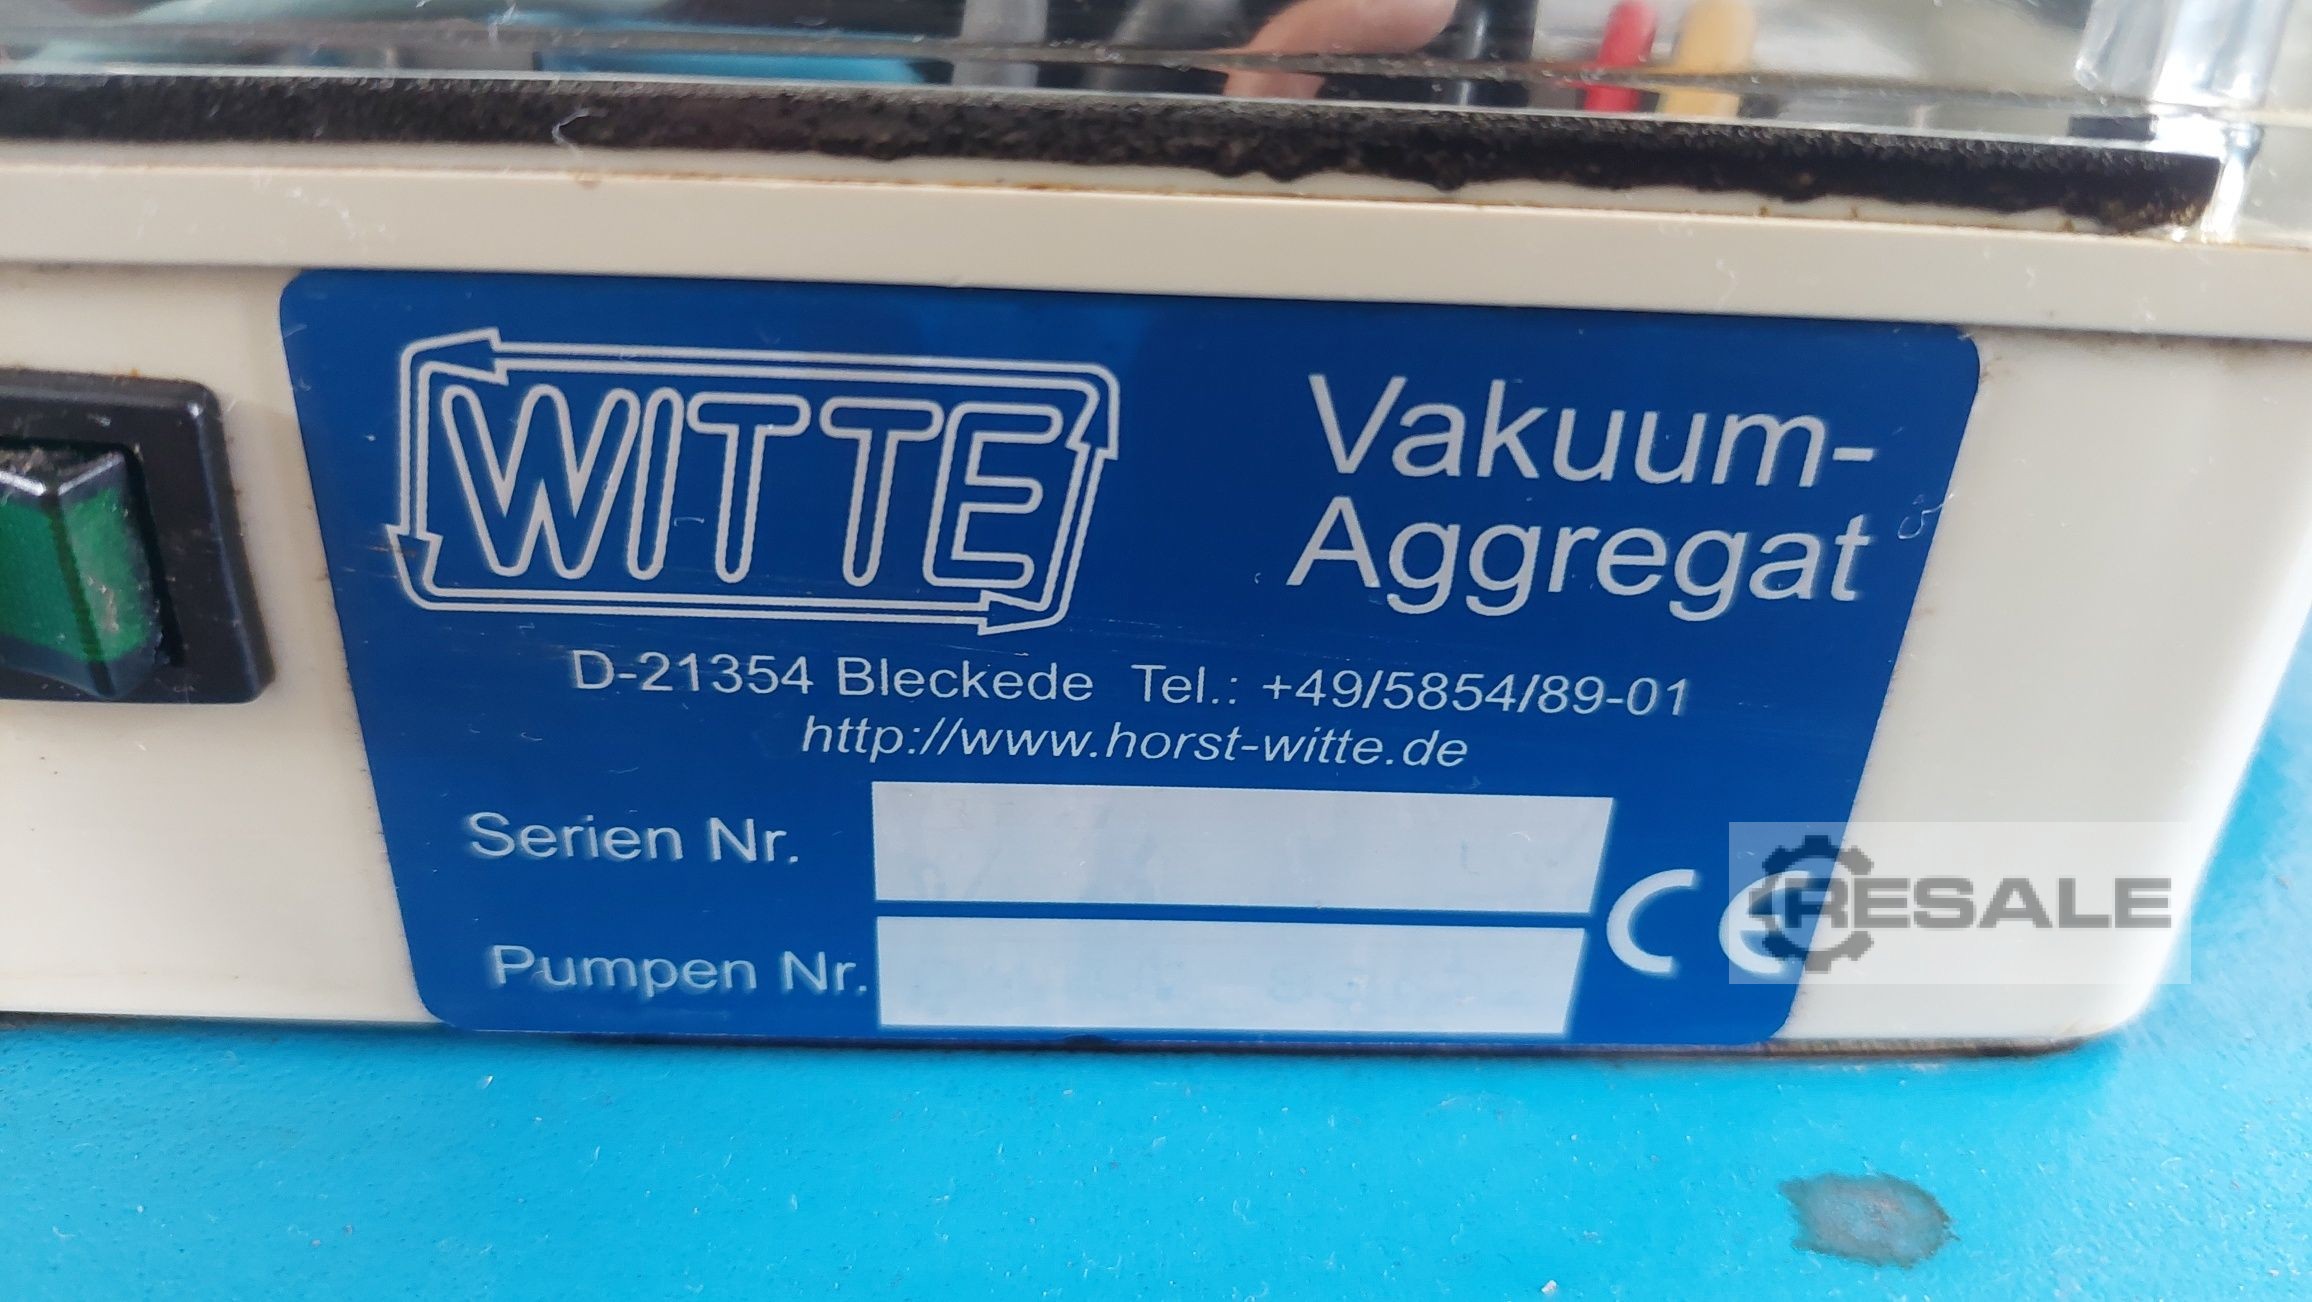 WITTE
Vakuum-
Aggregat
D-21354 Bleckede Tel.: +49/5854/89-01
http://www.horst-witte.de
Serien Nr.
Pumpen Nr.
CE
RESALE